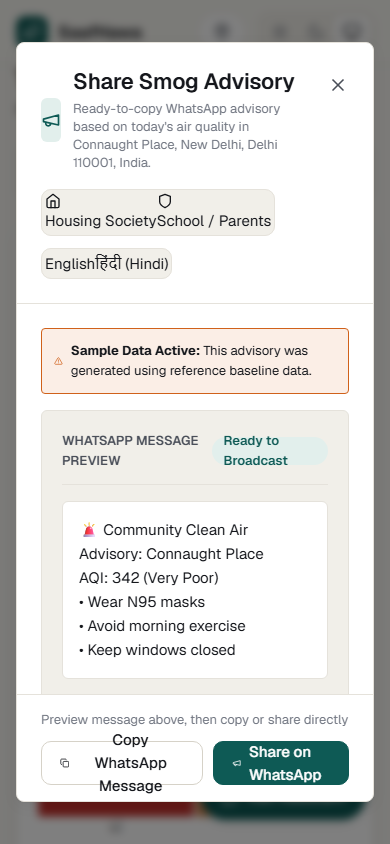 Share Smog Advisory
Ready-to-copy WhatsApp advisory
based on today's air quality in
Connaught Place, New Delhi, Delhi
110001, India.
Housing Society School / Parents
English हिंदी (Hindi)
Sample Data Active: This advisory was
generated using reference baseline data.
WHATSAPP MESSAGE
PREVIEW
Ready to
Broadcast
🚨 Community Clean Air
Advisory: Connaught Place
AQI: 342 (Very Poor)
• Wear N95 masks
• Avoid morning exercise
• Keep windows closed
Preview message above, then copy or share directly
Copy
WhatsApp
Message
Share on
WhatsApp